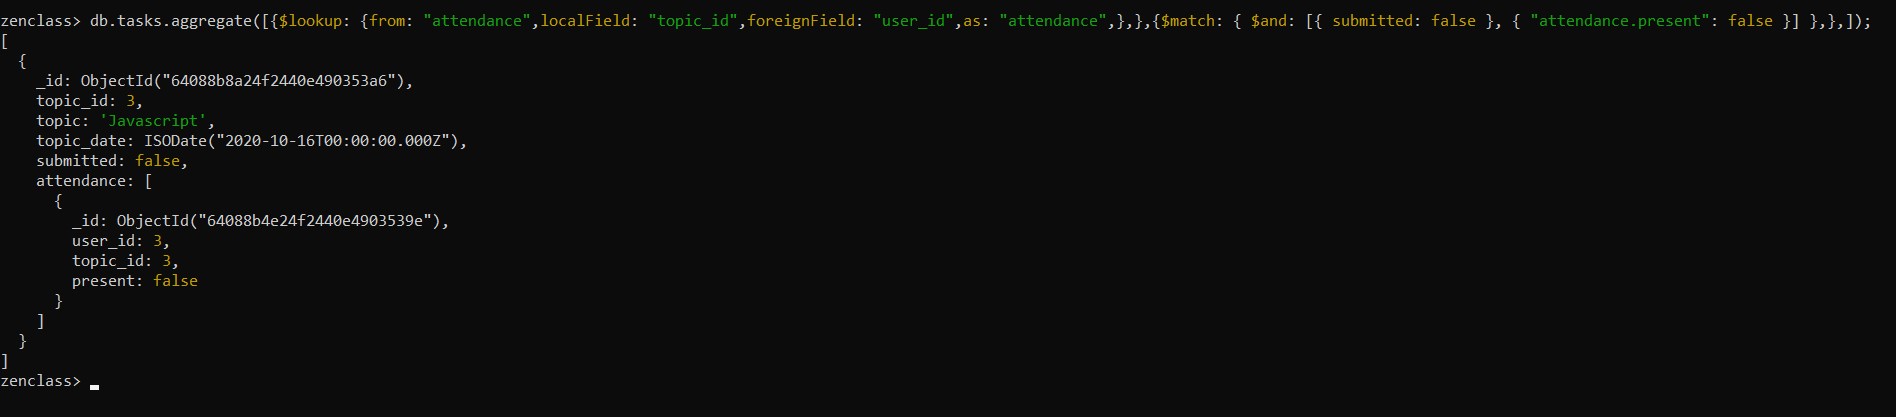 zenclass> db.tasks.aggregate([{$lookup: {from: "attendance",localField: "topic_id",foreignField: "user_id",as: "attendance",},},{$match: { $and: [{ submitted: false }, { "attendance.present": false }] },},]);
[
  {
    _id: ObjectId("64088b8a24f2440e490353a6"),
    topic_id: 3,
    topic: 'Javascript',
    topic_date: ISODate("2020-10-16T00:00:00.000Z"),
    submitted: false,
    attendance: [
      {
        _id: ObjectId("64088b4e24f2440e4903539e"),
        user_id: 3,
        topic_id: 3,
        present: false
      }
    ]
  }
]
zenclass>